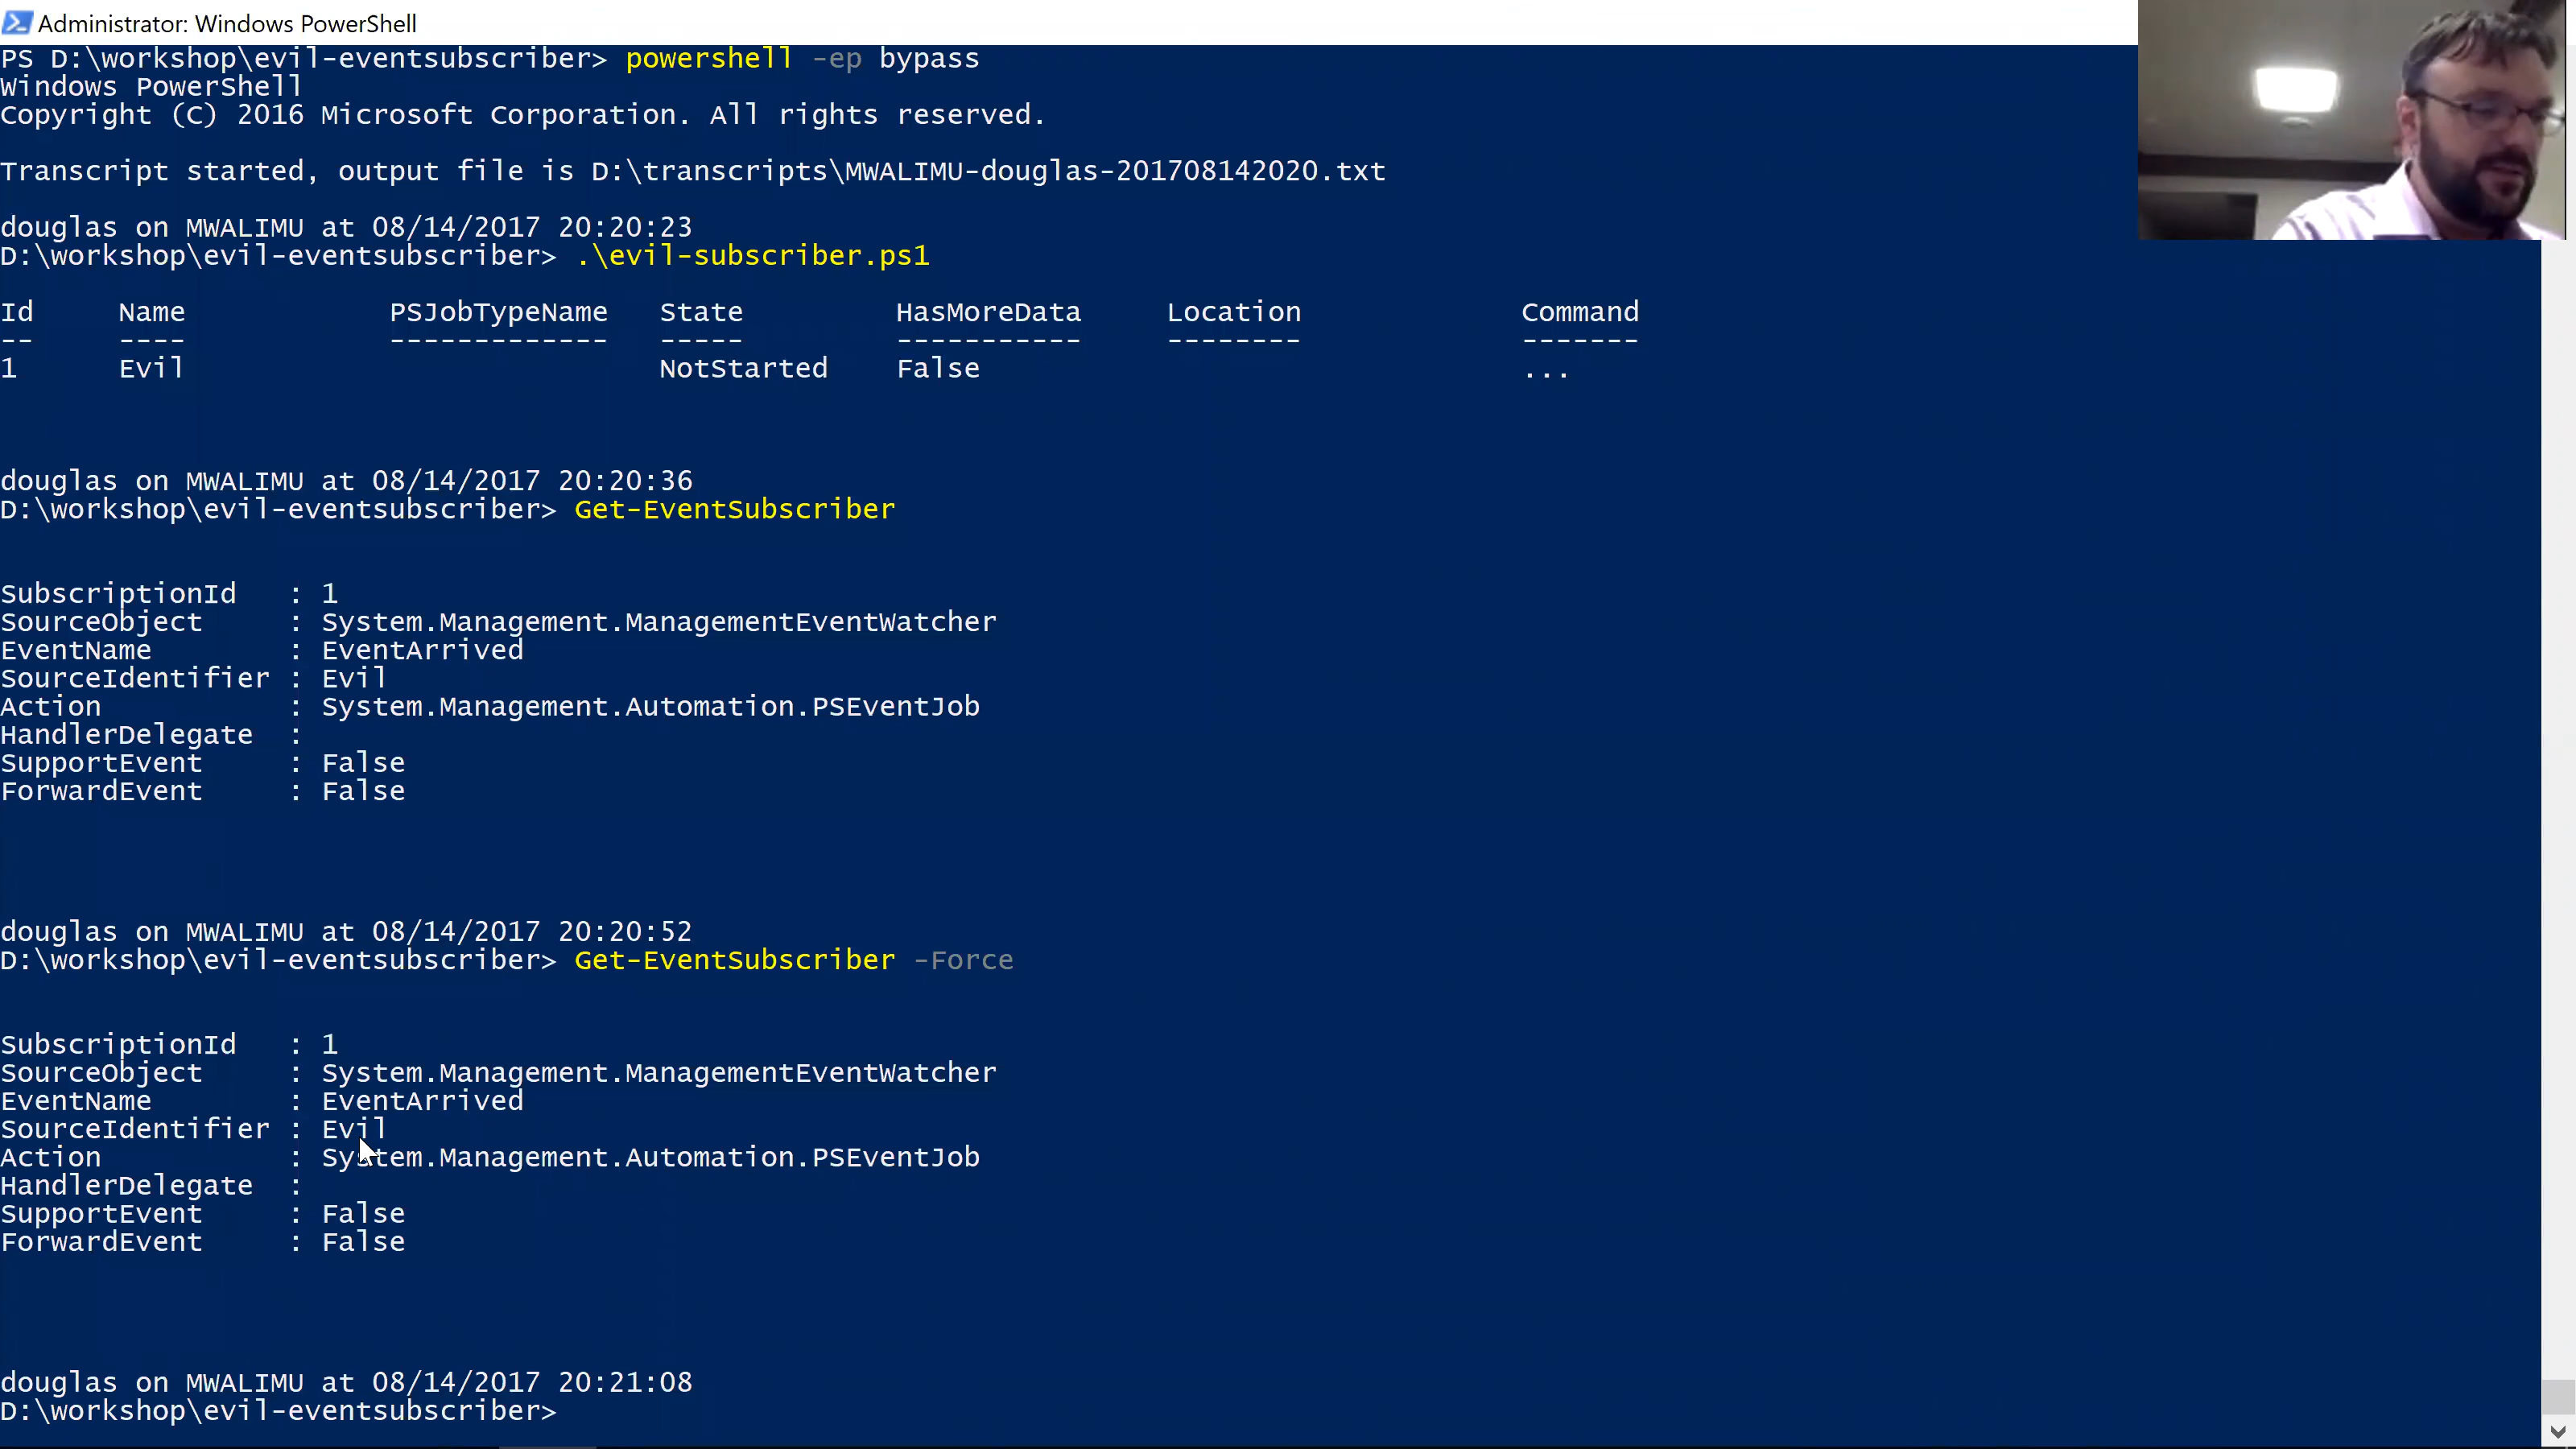 Administrator: Windows PowerShell
PS D:\workshop\evil-eventsubscriber> powershell -ep bypass
Windows PowerShell
Copyright (C) 2016 Microsoft Corporation. All rights reserved.
Transcript started, output file is D:\transcripts\MWALIMU-douglas-201708142020.txt
douglas on MWALIMU at 08/14/2017 20:20:23
D:\workshop\evil-eventsubscriber> .\evil-subscriber.ps1
Id     Name            PSJobTypeName   State         HasMoreData     Location             Command
--     ----            -------------   -----         -----------     --------             -------
1      Evil                            NotStarted    False                                ...
douglas on MWALIMU at 08/14/2017 20:20:36
D:\workshop\evil-eventsubscriber> Get-EventSubscriber
SubscriptionId   : 1
SourceObject     : System.Management.ManagementEventWatcher
EventName        : EventArrived
SourceIdentifier : Evil
Action           : System.Management.Automation.PSEventJob
HandlerDelegate  :
SupportEvent     : False
ForwardEvent     : False
douglas on MWALIMU at 08/14/2017 20:20:52
D:\workshop\evil-eventsubscriber> Get-EventSubscriber -Force
SubscriptionId   : 1
SourceObject     : System.Management.ManagementEventWatcher
EventName        : EventArrived
SourceIdentifier : Evil
Action           : System.Management.Automation.PSEventJob
HandlerDelegate  :
SupportEvent     : False
ForwardEvent     : False
douglas on MWALIMU at 08/14/2017 20:21:08
D:\workshop\evil-eventsubscriber>